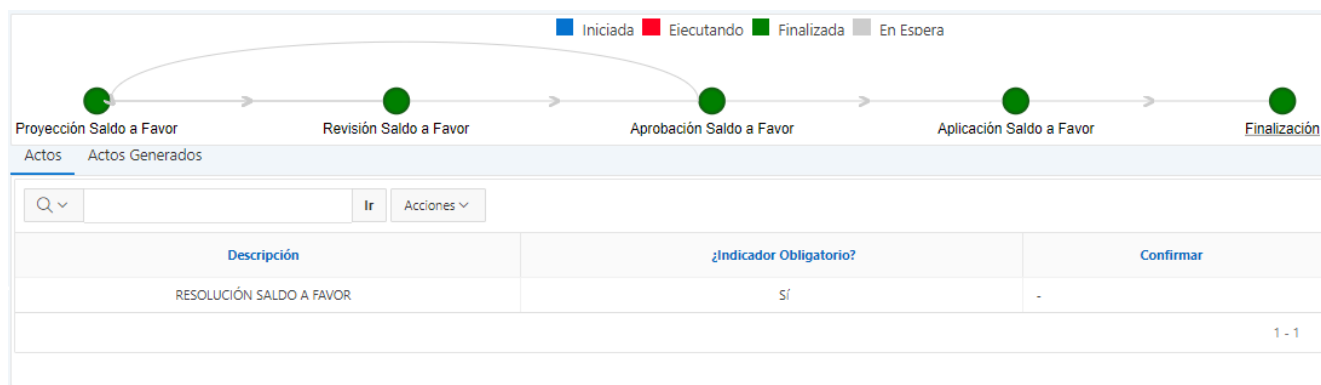 Iniciada Ejecutando Finalizada En Espera
Proyección Saldo a Favor Revisión Saldo a Favor Aprobación Saldo a Favor Aplicación Saldo a Favor Finalización
Actos Actos Generados
Ir Acciones
Descripción ¿Indicador Obligatorio? Confirmar
RESOLUCIÓN SALDO A FAVOR Sí -
1 - 1